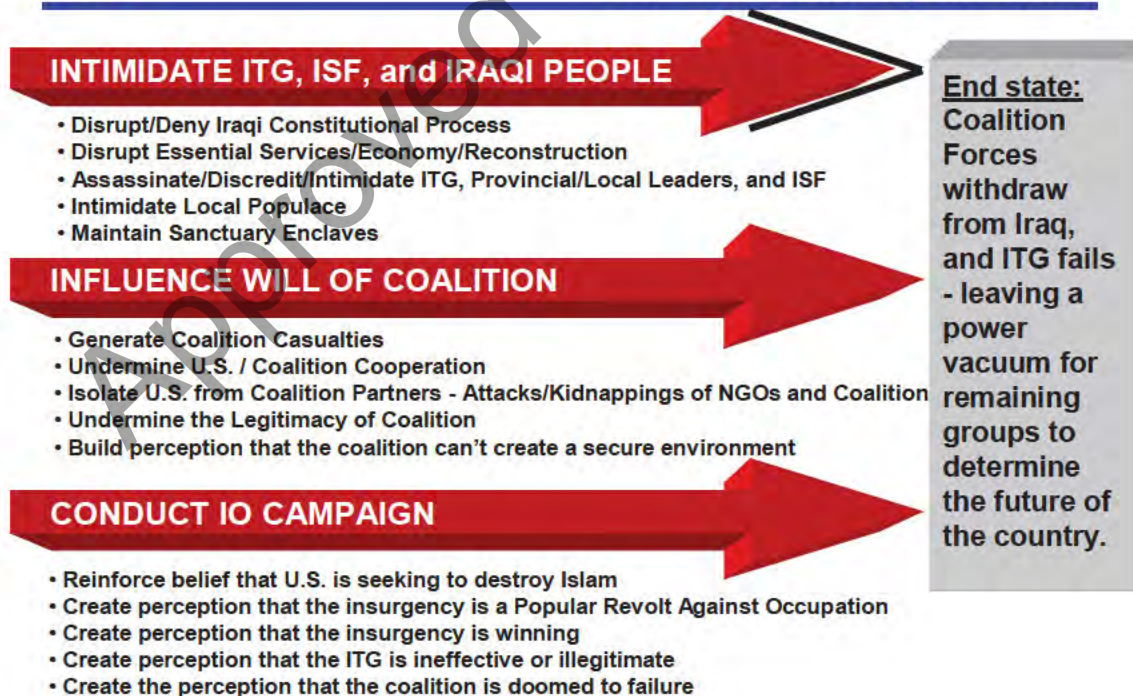 INTIMIDATE ITG, ISF, and IRAQI PEOPLE
• Disrupt/Deny Iraqi Constitutional Process
• Disrupt Essential Services/Economy/Reconstruction
• Assassinate/Discredit/Intimidate ITG, Provincial/Local Leaders, and ISF
• Intimidate Local Populace
• Maintain Sanctuary Enclaves
INFLUENCE WILL OF COALITION
• Generate Coalition Casualties
• Undermine U.S. / Coalition Cooperation
• Isolate U.S. from Coalition Partners - Attacks/Kidnappings of NGOs and Coalition
• Undermine the Legitimacy of Coalition
• Build perception that the coalition can't create a secure environment
CONDUCT IO CAMPAIGN
• Reinforce belief that U.S. is seeking to destroy Islam
• Create perception that the insurgency is a Popular Revolt Against Occupation
• Create perception that the insurgency is winning
• Create perception that the ITG is ineffective or illegitimate
• Create the perception that the coalition is doomed to failure
End state:
Coalition
Forces
withdraw
from Iraq,
and ITG fails
- leaving a
power
vacuum for
remaining
groups to
determine
the future of
the country.
Approved